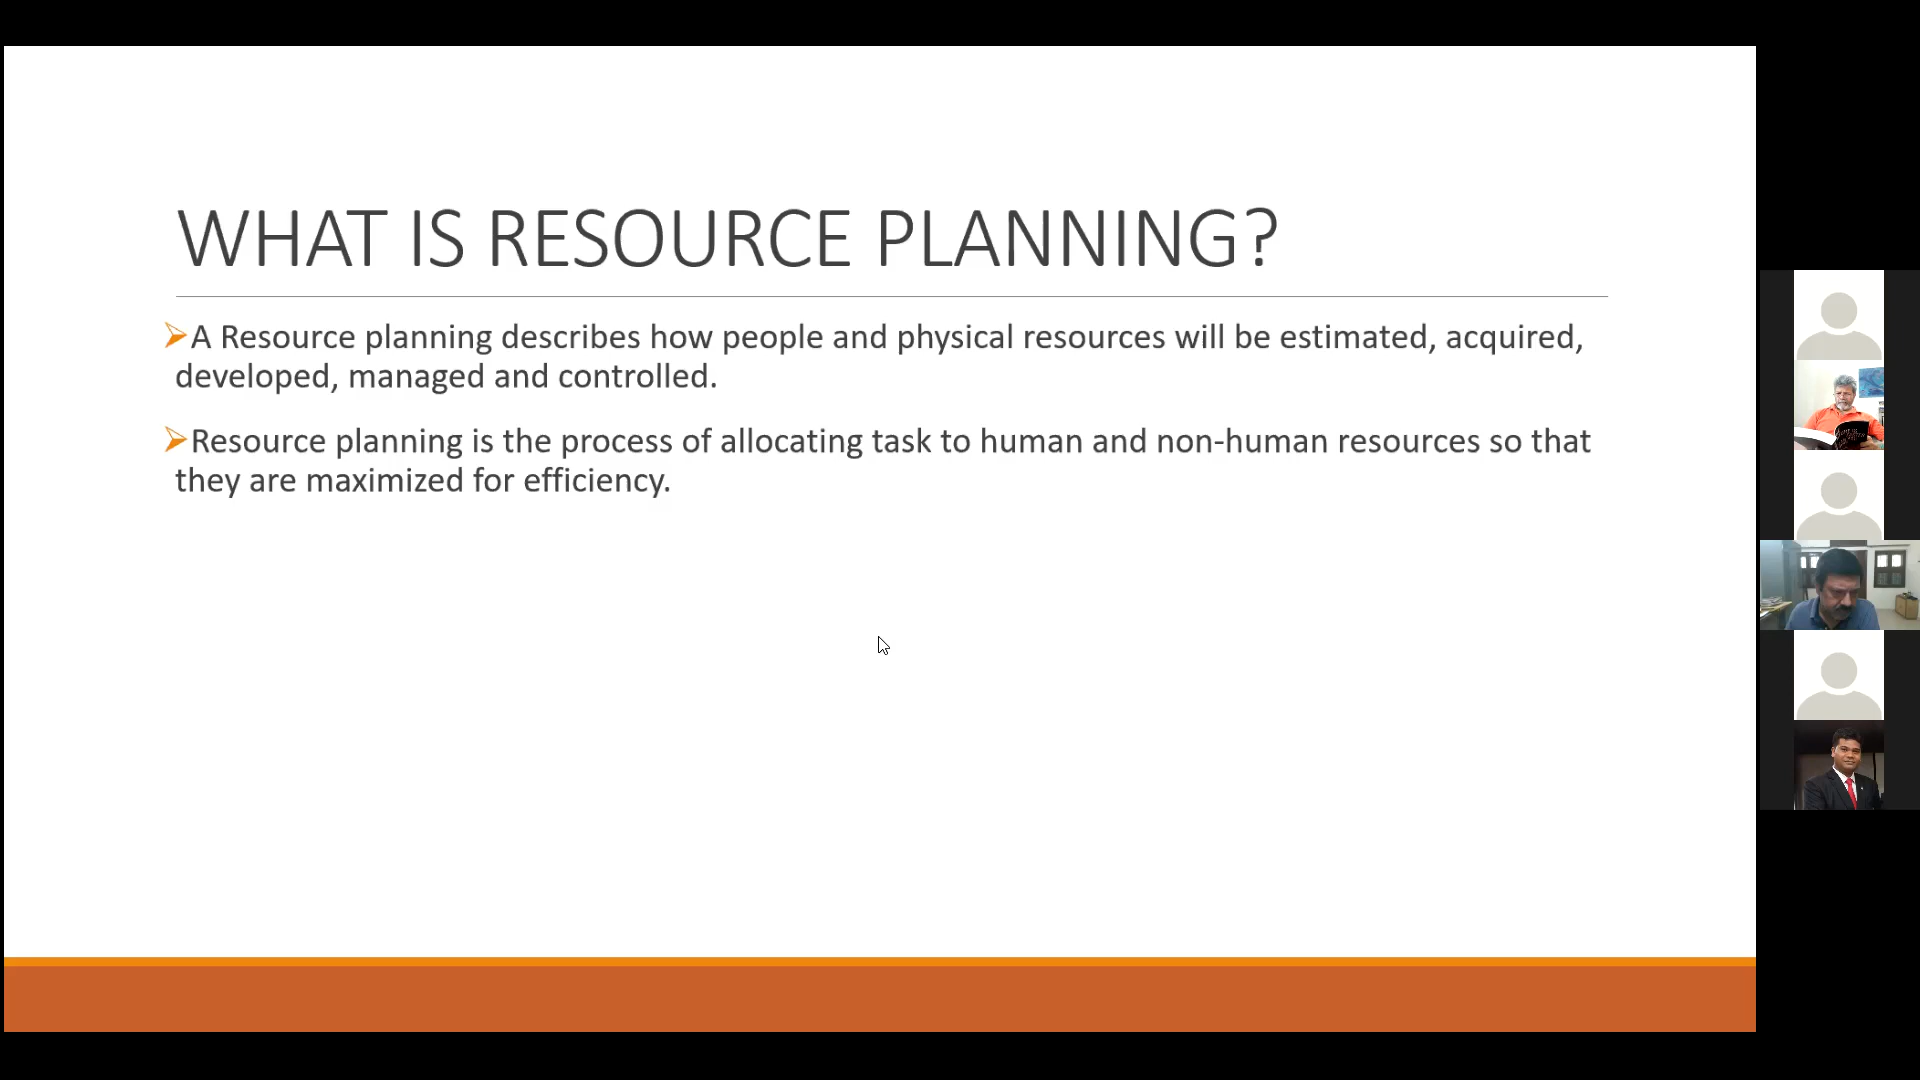 WHAT IS RESOURCE PLANNING?
A Resource planning describes how people and physical resources will be estimated, acquired,
developed, managed and controlled.
Resource planning is the process of allocating task to human and non-human resources so that
they are maximized for efficiency.